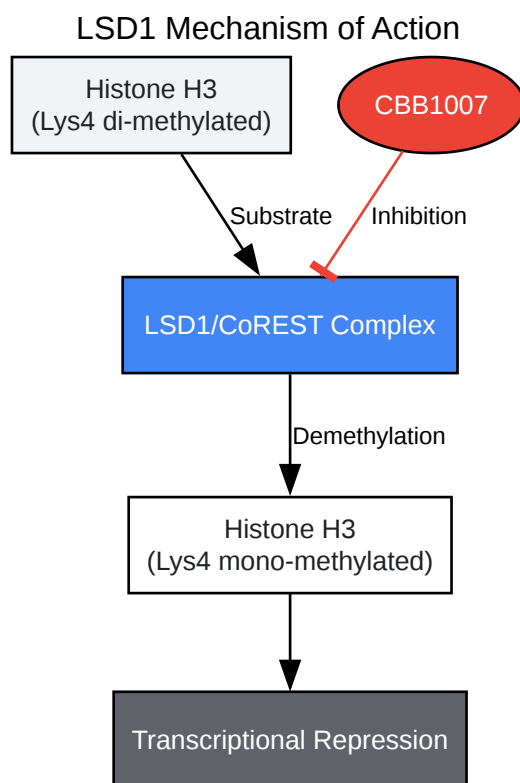 LSD1 Mechanism of Action
Histone H3
(Lys4 di-methylated)
CBB1007
Substrate
Inhibition
LSD1/CoREST Complex
Demethylation
Histone H3
(Lys4 mono-methylated)
Transcriptional Repression